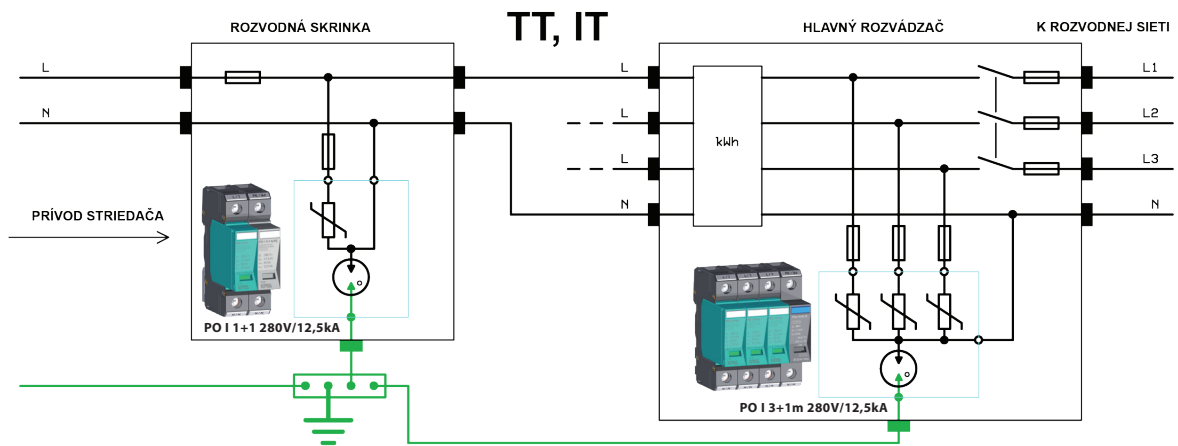 TT, IT
ROZVODNÁ SKRINKA
HLAVNÝ ROZVÁDZAČ
K ROZVODNEJ SIETI
L
L
L1
N
L
L2
kWh
L
L3
N
N
PRÍVOD STRIEDAČA
PO I 1+1 280V/12,5kA
PO I 3+1m 280V/12,5kA